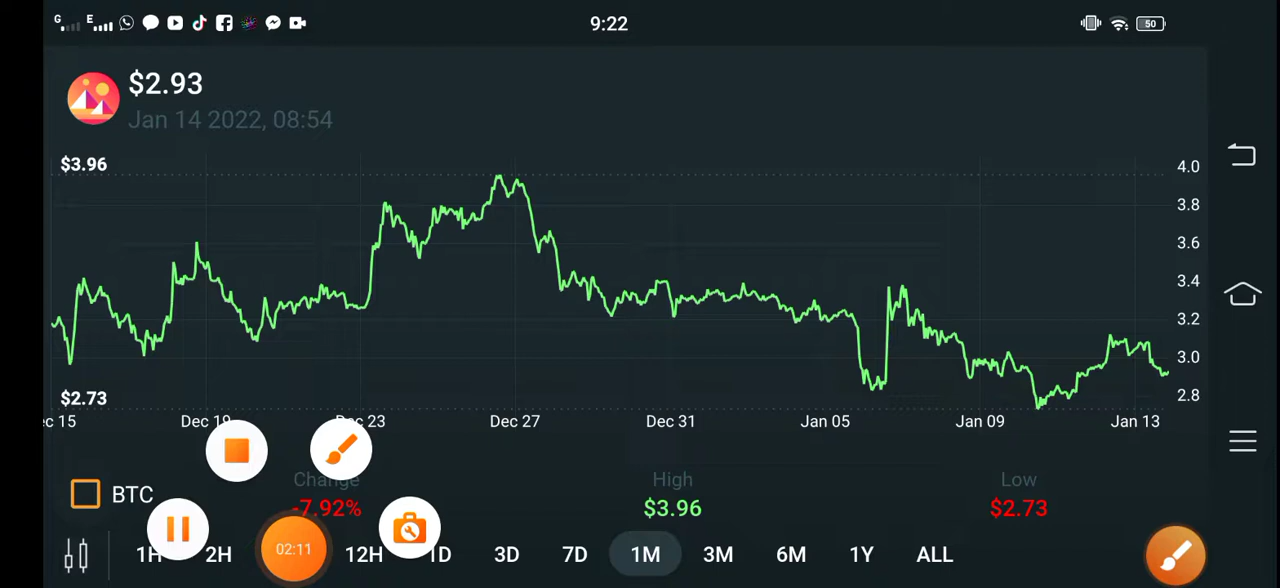 G E 9:22 50
$2.93
Jan 14 2022, 08:54
$3.96
4.0
3.8
3.6
3.4
3.2
3.0
2.8
$2.73
Dec 19 Dec 23 Dec 27 Dec 31 Jan 05 Jan 09 Jan 13
BTC
Change High Low
-7.92% $3.96 $2.73
02:11
1H 2H 12H 1D 3D 7D 1M 3M 6M 1Y ALL